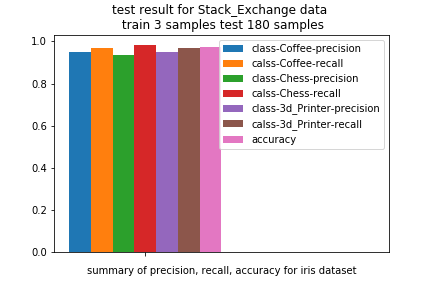 test result for Stack_Exchange data
train 3 samples test 180 samples
1.0
0.8
0.6
0.4
0.2
0.0
class-Coffee-precision
calss-Coffee-recall
class-Chess-precision
calss-Chess-recall
class-3d_Printer-precision
calss-3d_Printer-recall
accuracy
summary of precision, recall, accuracy for iris dataset